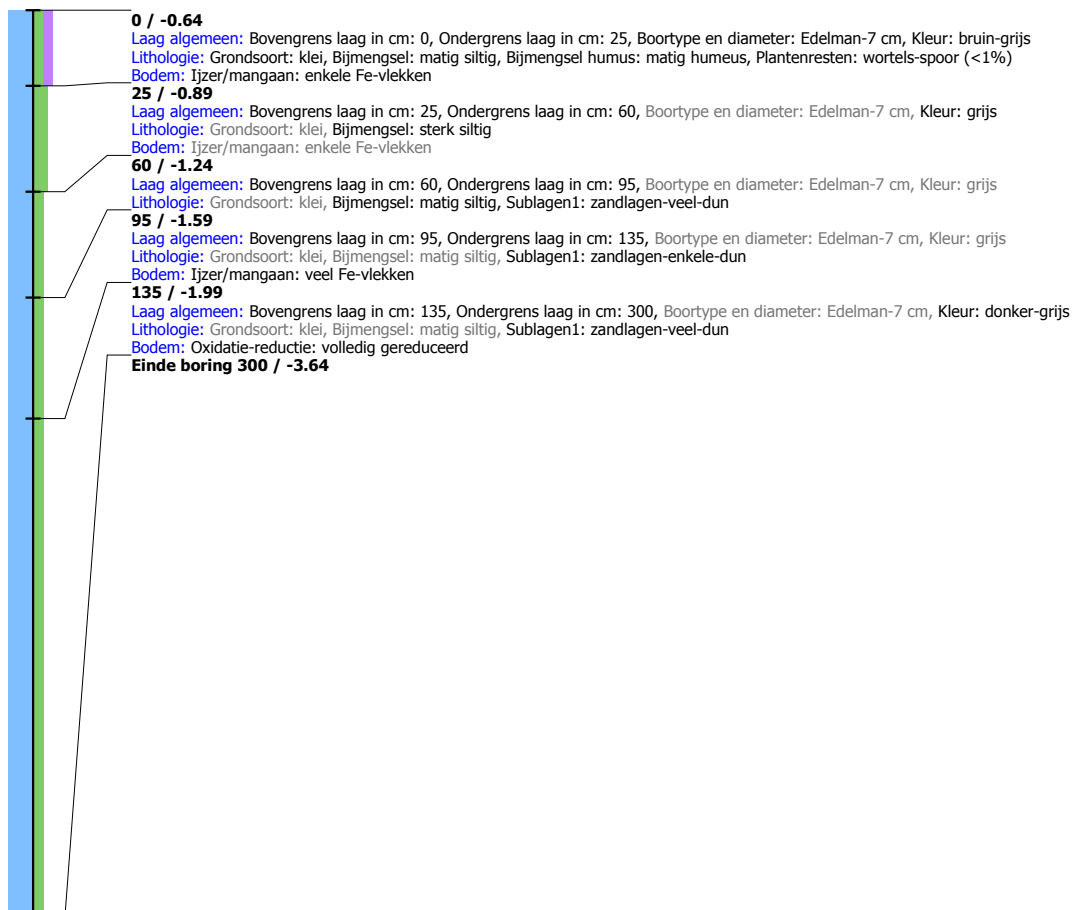 0 / -0.64
Laag algemeen: Bovengrens laag in cm: 0, Ondergrens laag in cm: 25, Boortype en diameter: Edelman-7 cm, Kleur: bruin-grijs
Lithologie: Grondsoort: klei, Bijmengsel: matig siltig, Bijmengsel humus: matig humeus, Plantenresten: wortels-spoor (<1%)
Bodem: Ijzer/mangaan: enkele Fe-vlekken
25 / -0.89
Laag algemeen: Bovengrens laag in cm: 25, Ondergrens laag in cm: 60, Boortype en diameter: Edelman-7 cm, Kleur: grijs
Lithologie: Grondsoort: klei, Bijmengsel: sterk siltig
Bodem: Ijzer/mangaan: enkele Fe-vlekken
60 / -1.24
Laag algemeen: Bovengrens laag in cm: 60, Ondergrens laag in cm: 95, Boortype en diameter: Edelman-7 cm, Kleur: grijs
Lithologie: Grondsoort: klei, Bijmengsel: matig siltig, Sublagen1: zandlagen-veel-dun
95 / -1.59
Laag algemeen: Bovengrens laag in cm: 95, Ondergrens laag in cm: 135, Boortype en diameter: Edelman-7 cm, Kleur: grijs
Lithologie: Grondsoort: klei, Bijmengsel: matig siltig, Sublagen1: zandlagen-enkele-dun
Bodem: Ijzer/mangaan: veel Fe-vlekken
135 / -1.99
Laag algemeen: Bovengrens laag in cm: 135, Ondergrens laag in cm: 300, Boortype en diameter: Edelman-7 cm, Kleur: donker-grijs
Lithologie: Grondsoort: klei, Bijmengsel: matig siltig, Sublagen1: zandlagen-veel-dun
Bodem: Oxidatie-reductie: volledig gereduceerd
Einde boring 300 / -3.64